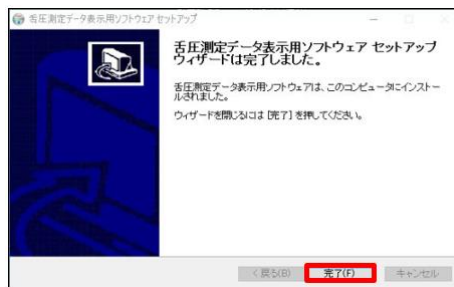 舌圧測定データ表示用ソフトウェア セットアップ
舌圧測定データ表示用ソフトウェア セットアップ
ウィザードは完了しました。
舌圧測定データ表示用ソフトウェアは、このコンピュータにインストー
ルされました。
ウィザードを閉じるには [完了] を押してください。
< 戻る(B)
完了(F)
キャンセル